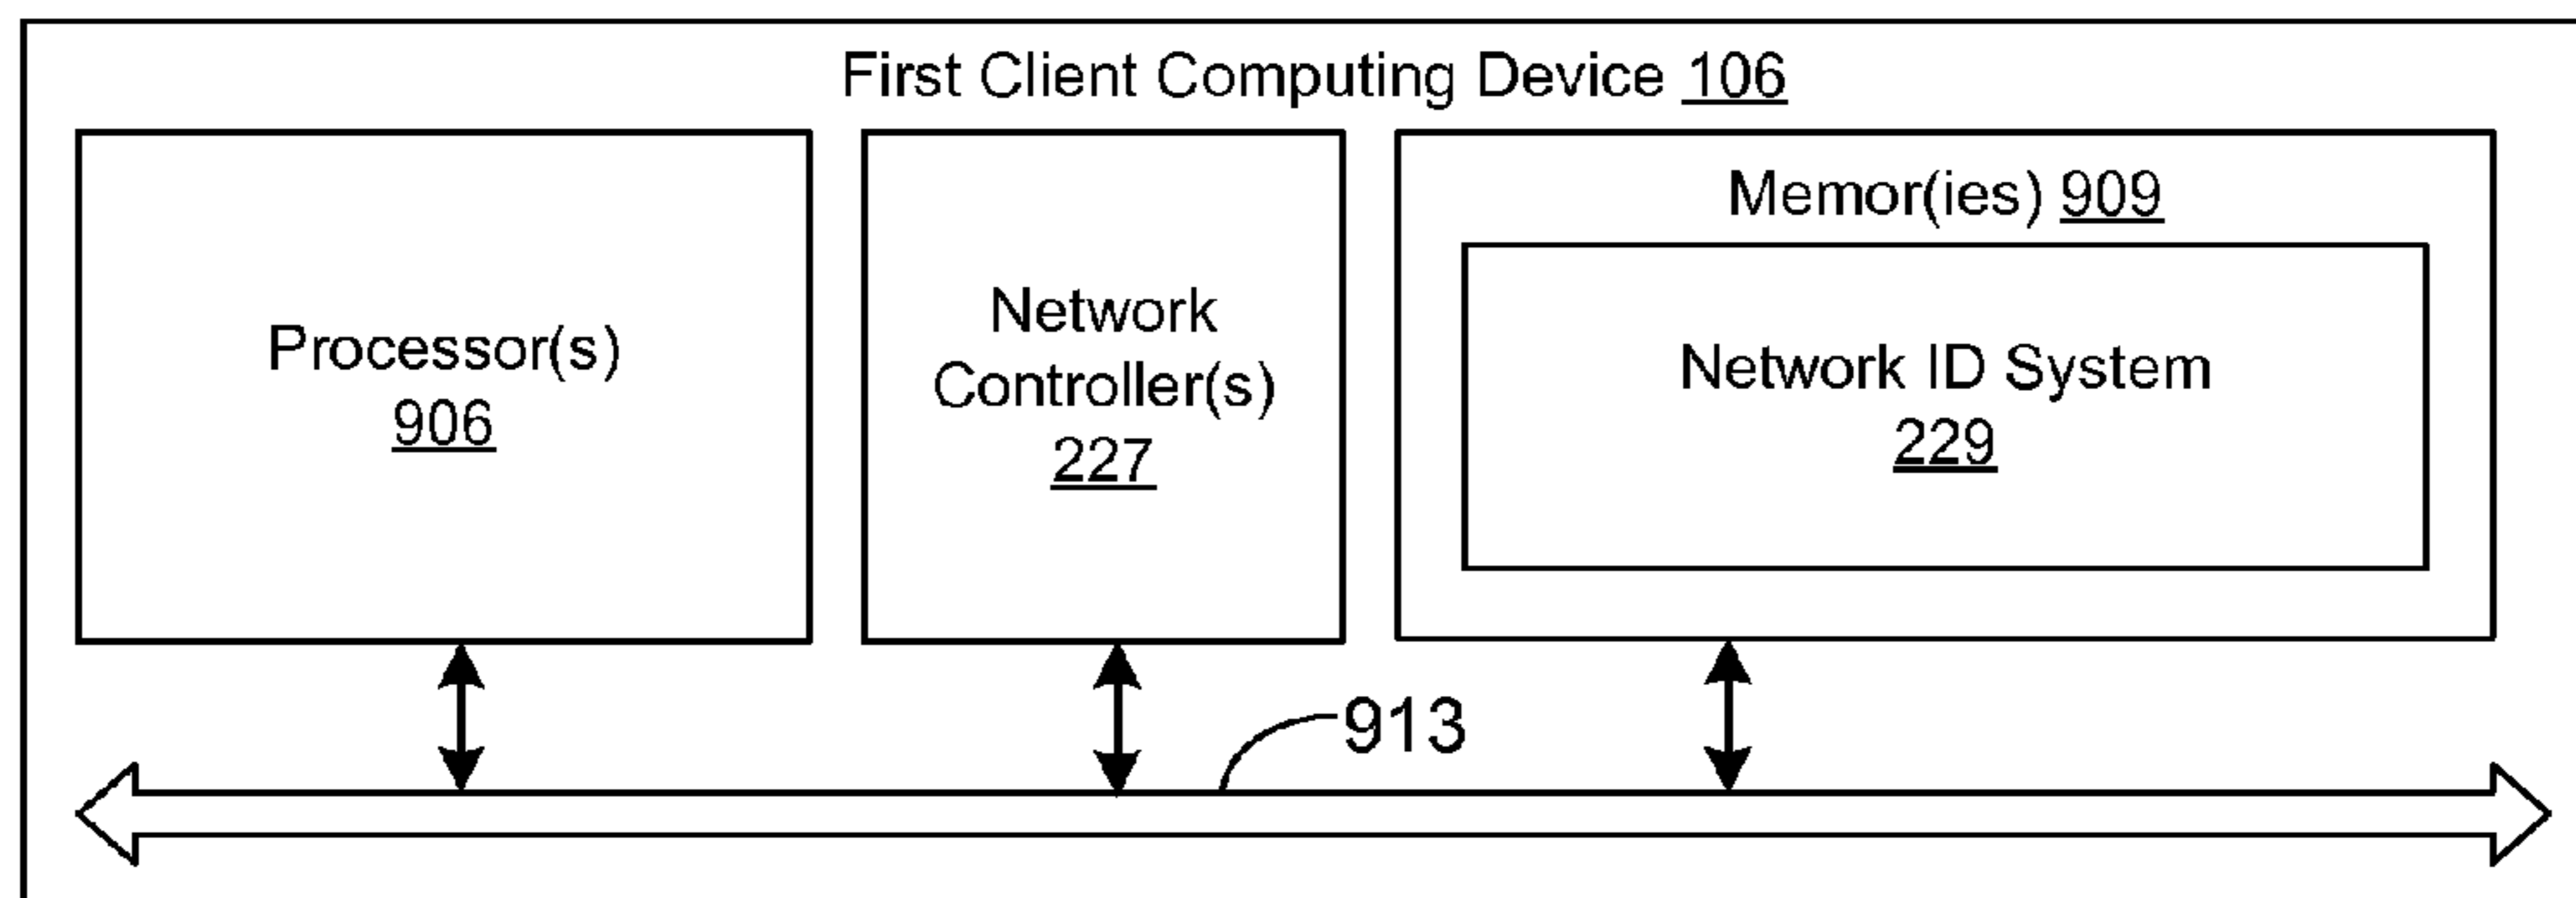 First Client Computing Device 106
Processor(s)
906
Network
Controller(s)
227
Memor(ies) 909
Network ID System
229
913